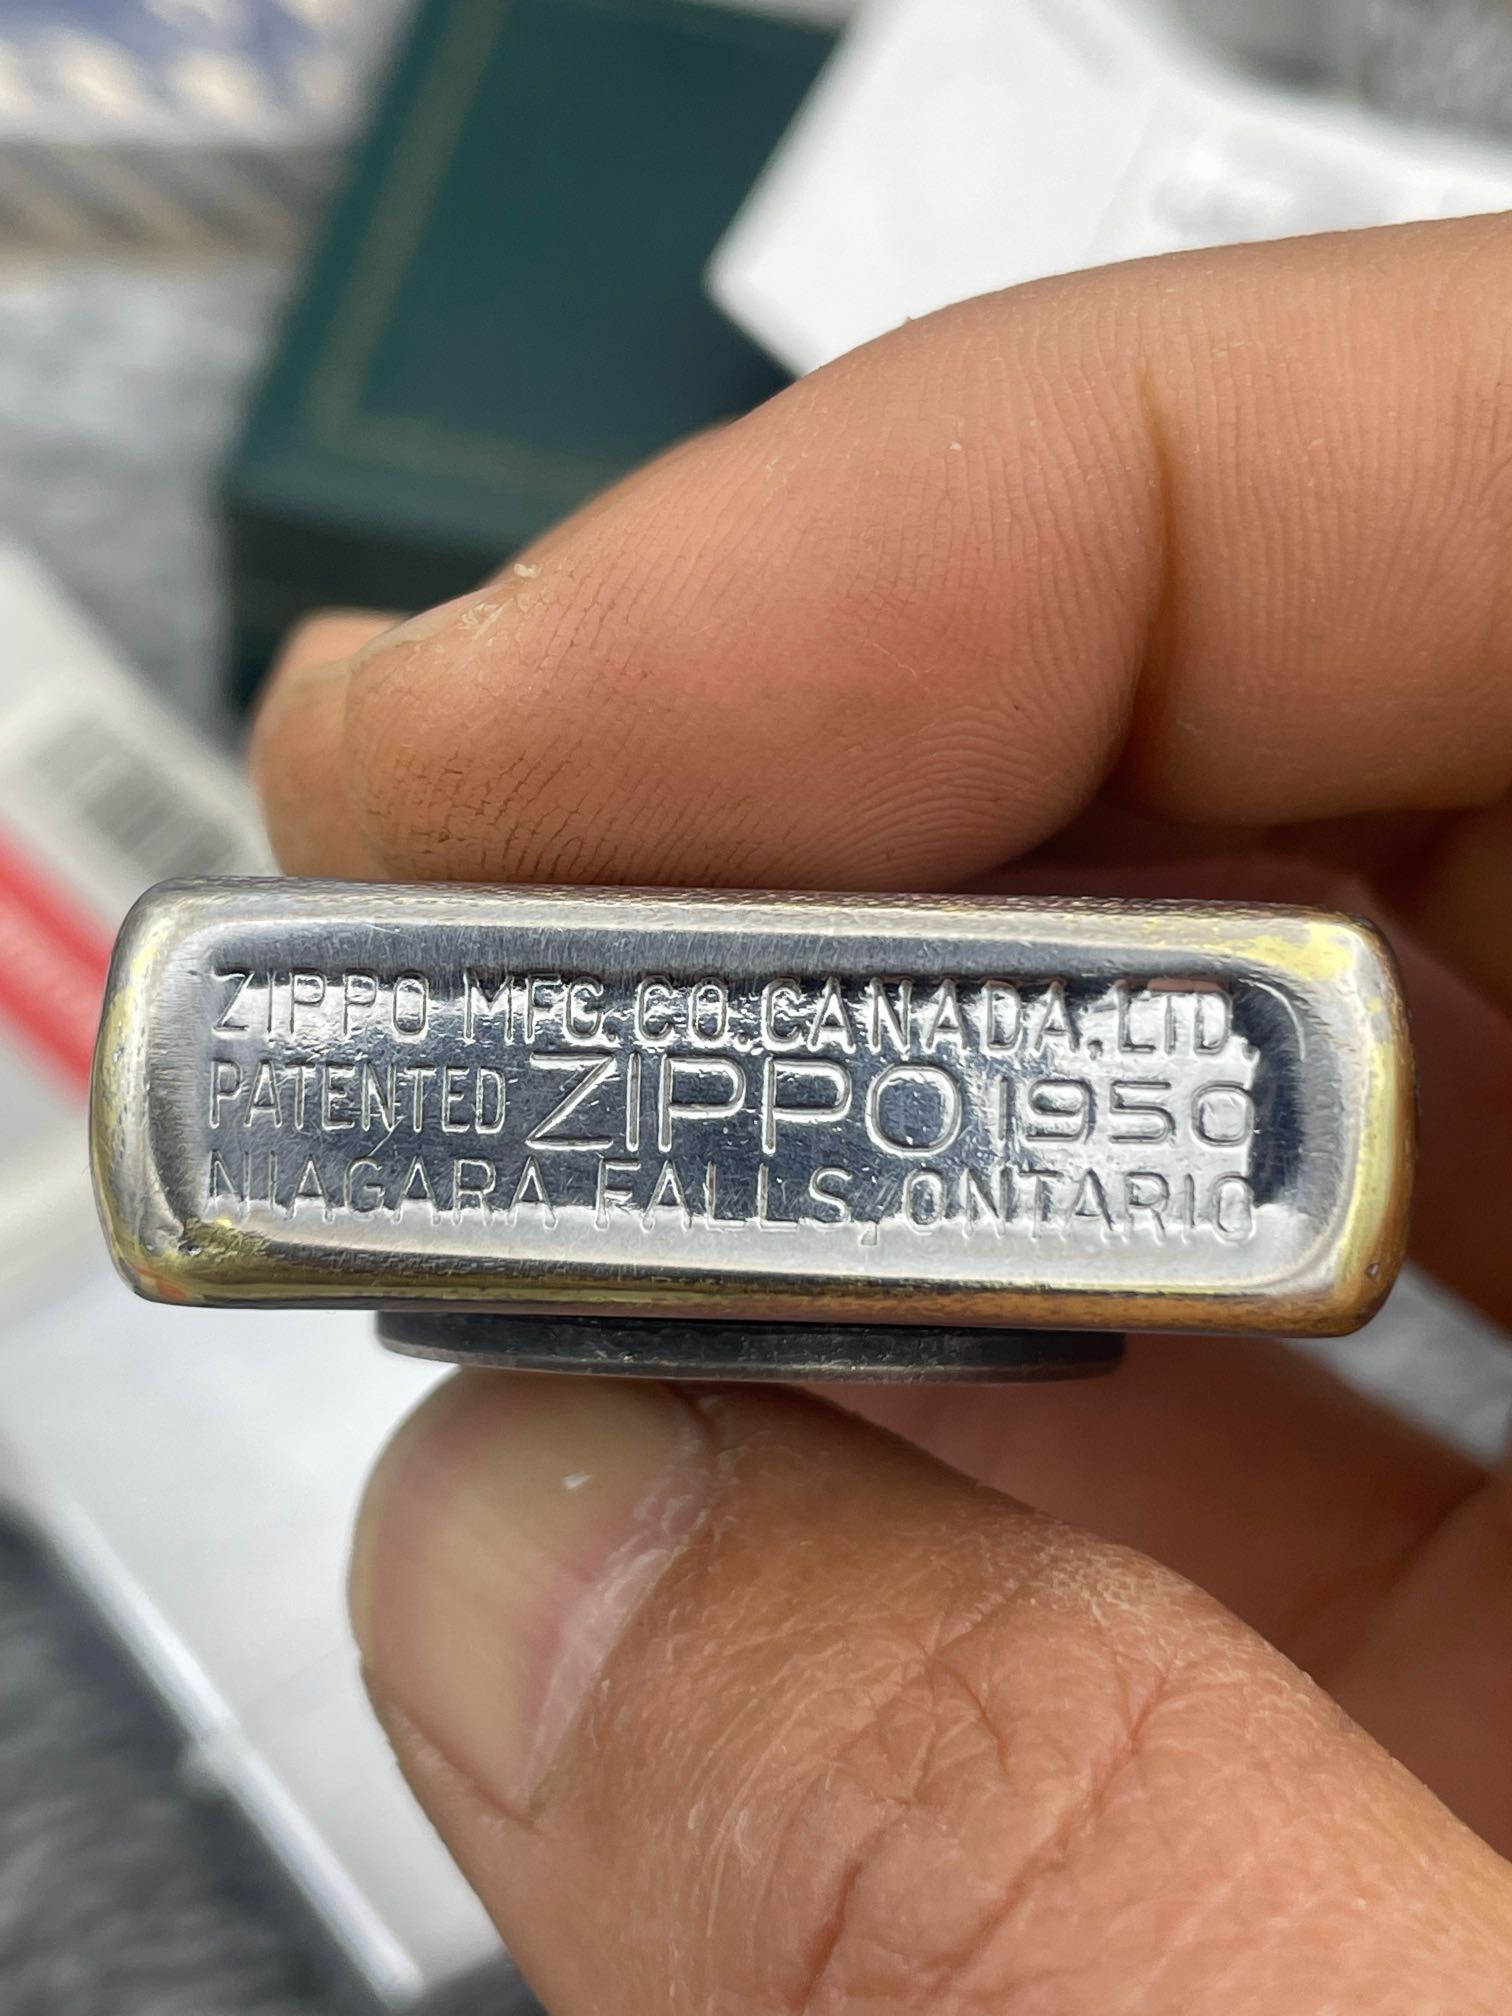 ZIPPO MFG. CO. CANADA, LTD.
PATENTED ZIPPO 1950
NIAGARA FALLS, ONTARIO